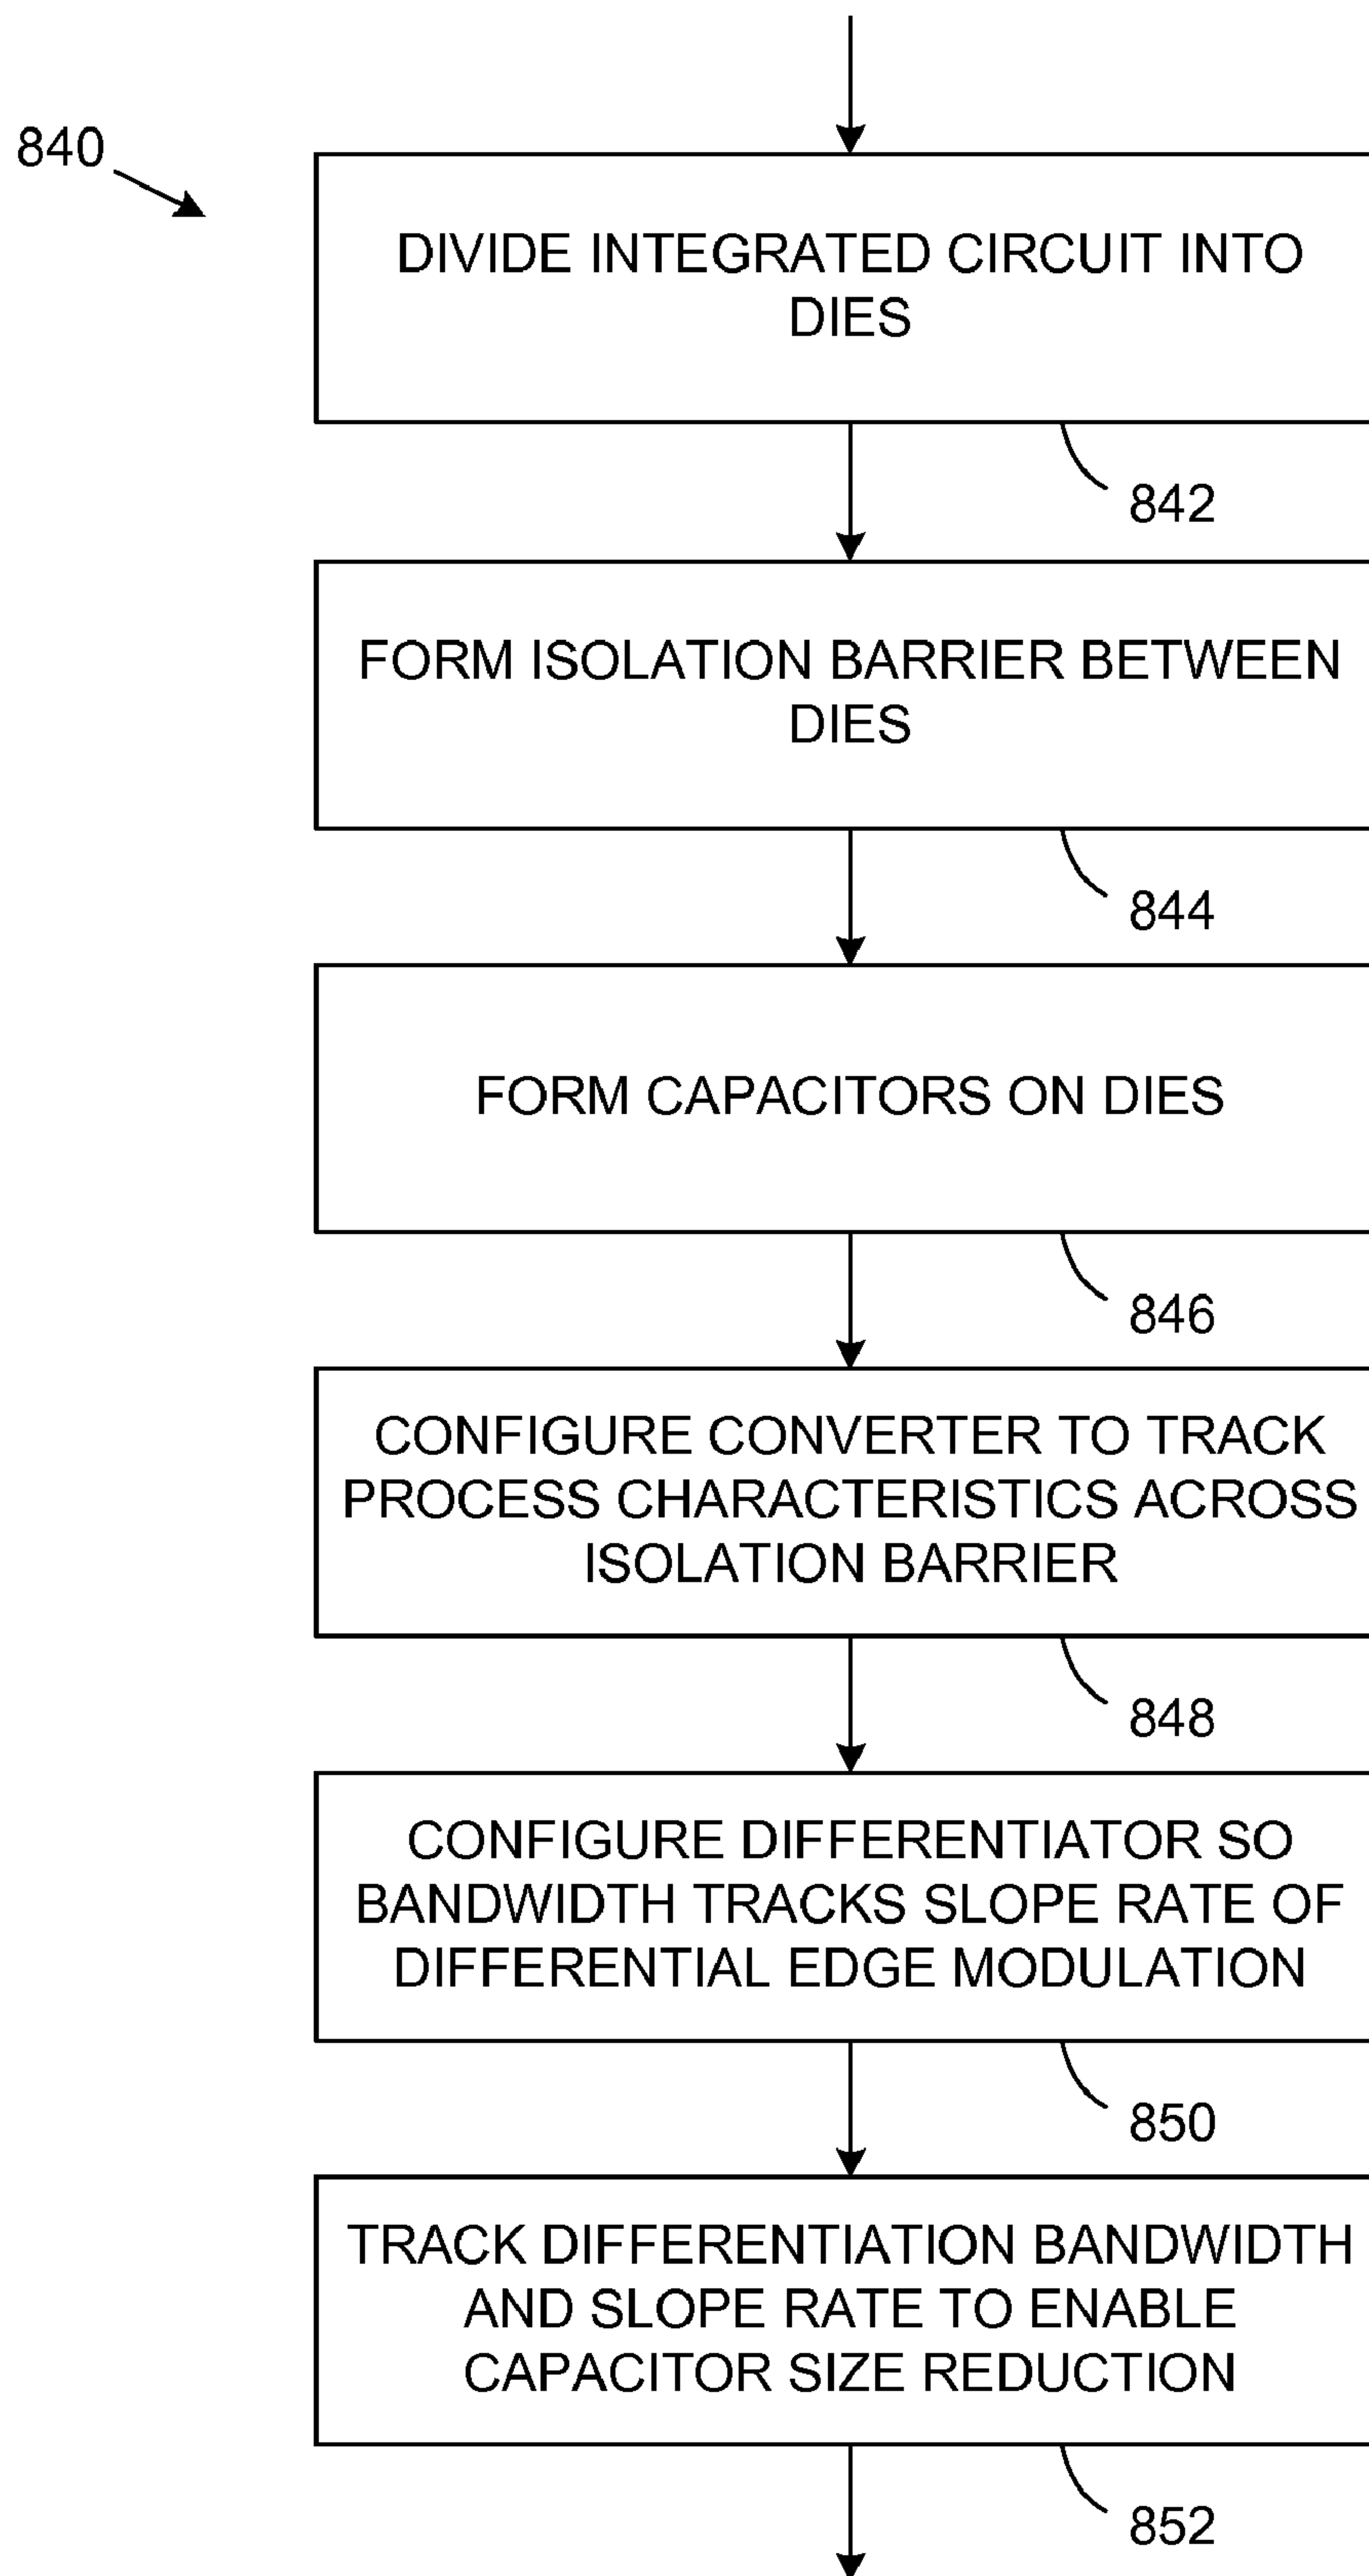 840
DIVIDE INTEGRATED CIRCUIT INTO
DIES
842
FORM ISOLATION BARRIER BETWEEN
DIES
844
FORM CAPACITORS ON DIES
846
CONFIGURE CONVERTER TO TRACK
PROCESS CHARACTERISTICS ACROSS
ISOLATION BARRIER
848
CONFIGURE DIFFERENTIATOR SO
BANDWIDTH TRACKS SLOPE RATE OF
DIFFERENTIAL EDGE MODULATION
850
TRACK DIFFERENTIATION BANDWIDTH
AND SLOPE RATE TO ENABLE
CAPACITOR SIZE REDUCTION
852